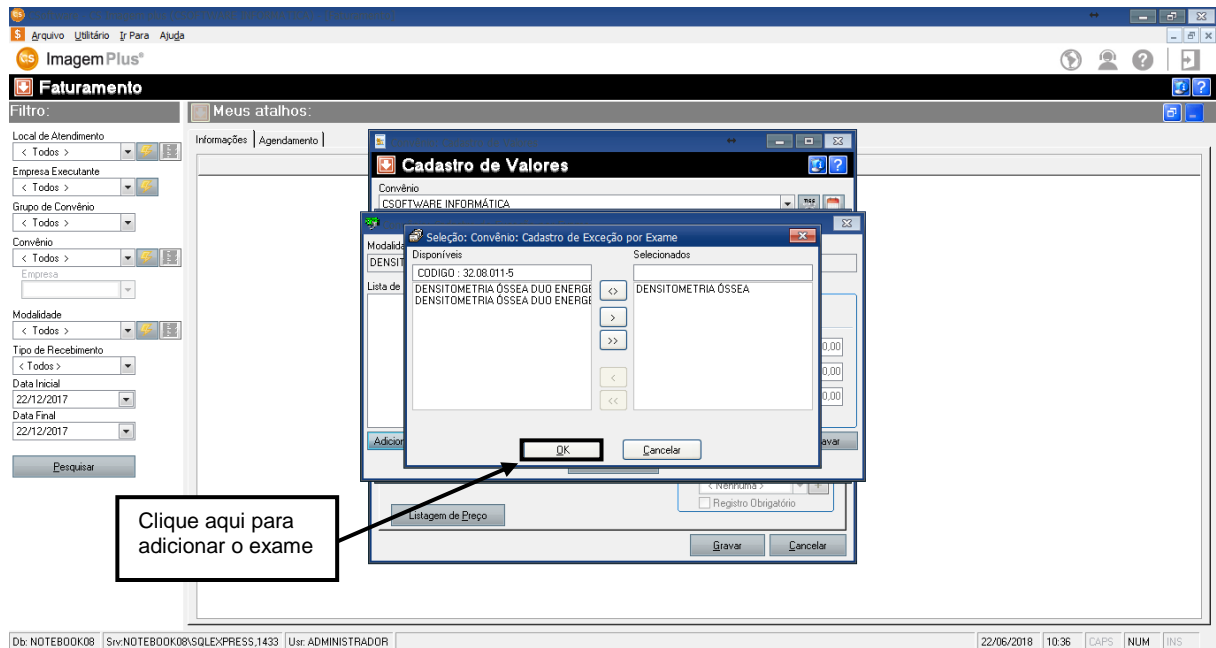 Arquivo Utilitário Ir Para Ajuda
cs ImagemPlus®
Faturamento
Filtro:
Meus atalhos:
Local de Atendimento
< Todos >
Empresa Executante
< Todos >
Grupo de Convênio
< Todos >
Convênio
< Todos >
Empresa
Modalidade
< Todos >
Tipo de Recebimento
< Todos >
Data Inicial
22/12/2017
Data Final
22/12/2017
Pesquisar
Informações Agendamento
Cadastro de Valores
Convênio
CSOFTWARE INFORMÁTICA
Modalida
DENSIT
Lista de
Seleção: Convênio: Cadastro de Exceção por Exame
Disponíveis
Selecionados
CODIGO : 32.08.011-5
DENSITOMETRIA ÓSSEA DUO ENERGE
DENSITOMETRIA ÓSSEA DUO ENERGE
<>
>
>>
<
<<
DENSITOMETRIA ÓSSEA
0,00
0,00
0,00
Adicion
OK
Cancelar
avar
< Nenhuma >
Registro Obrigatório
Listagem de Preço
Gravar
Cancelar
Clique aqui para
adicionar o exame
Db: NOTEBOOK08 Srv:NOTEBOOK08\SQLEXPRESS,1433 Usr: ADMINISTRADOR 22/06/2018 10:36 CAPS NUM INS